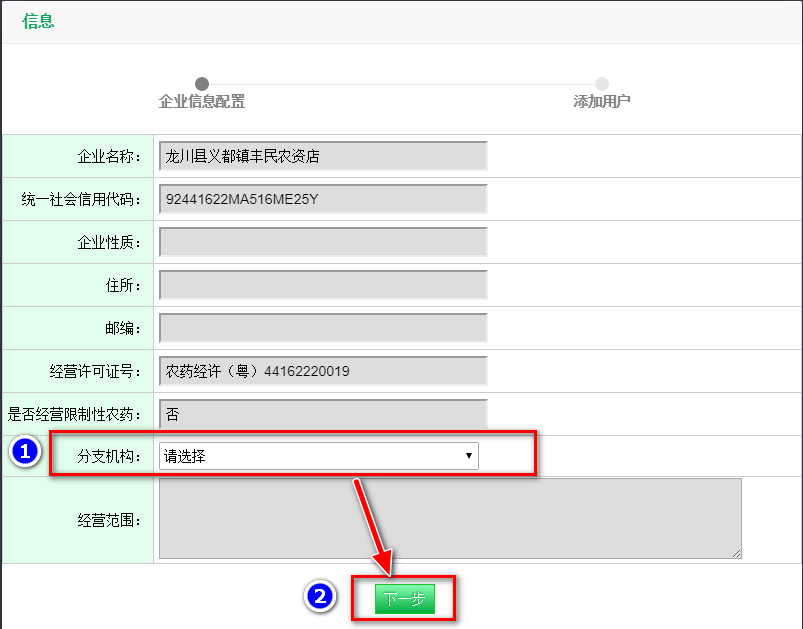 信息
企业信息配置 添加用户
企业名称： 龙川县义都镇丰民农资店
统一社会信用代码： 92441622MA516ME25Y
企业性质：
住所：
邮编：
经营许可证号： 农药经许（粤）44162220019
是否经营限制性农药： 否
1 分支机构： 请选择
经营范围：
2 下一步